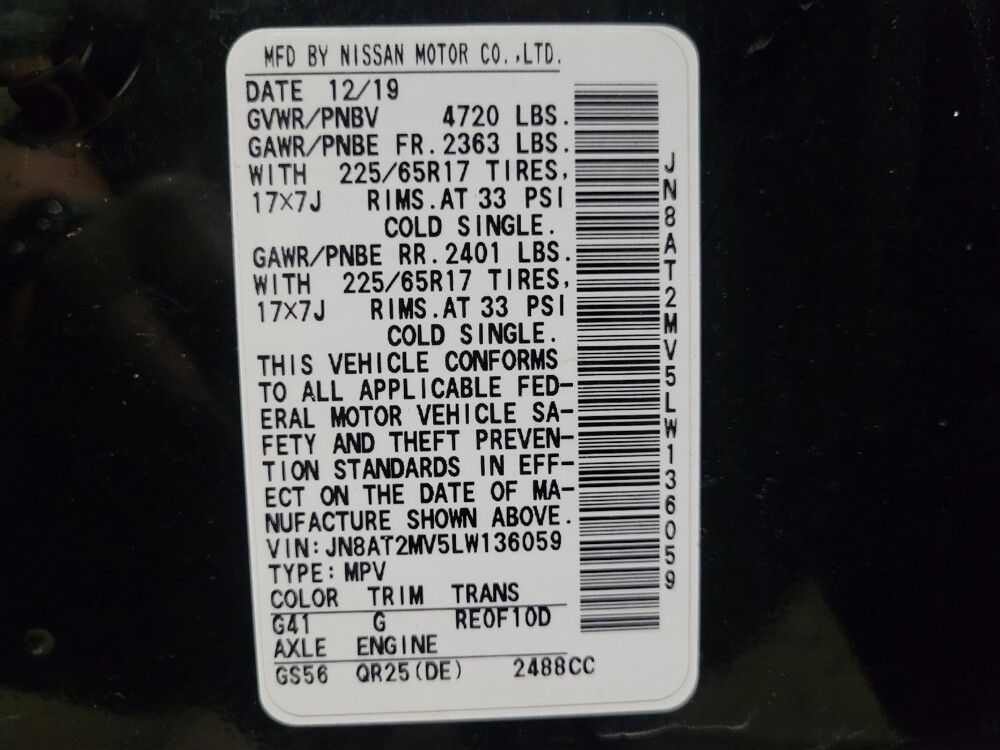 MFD BY NISSAN MOTOR CO.,LTD.
DATE 12/19
GVWR/PNBV 4720 LBS.
GAWR/PNBE FR.2363 LBS.
WITH 225/65R17 TIRES,
17×7J RIMS.AT 33 PSI
COLD SINGLE.
GAWR/PNBE RR.2401 LBS.
WITH 225/65R17 TIRES,
17×7J RIMS.AT 33 PSI
COLD SINGLE.
THIS VEHICLE CONFORMS
TO ALL APPLICABLE FED-
ERAL MOTOR VEHICLE SA-
FETY AND THEFT PREVEN-
TION STANDARDS IN EFF-
ECT ON THE DATE OF MA-
NUFACTURE SHOWN ABOVE.
VIN:JN8AT2MV5LW136059
TYPE:MPV
COLOR TRIM TRANS
G41 G RE0F10D
AXLE ENGINE
GS56 QR25(DE) 2488CC
JN8AT2MV5LW136059